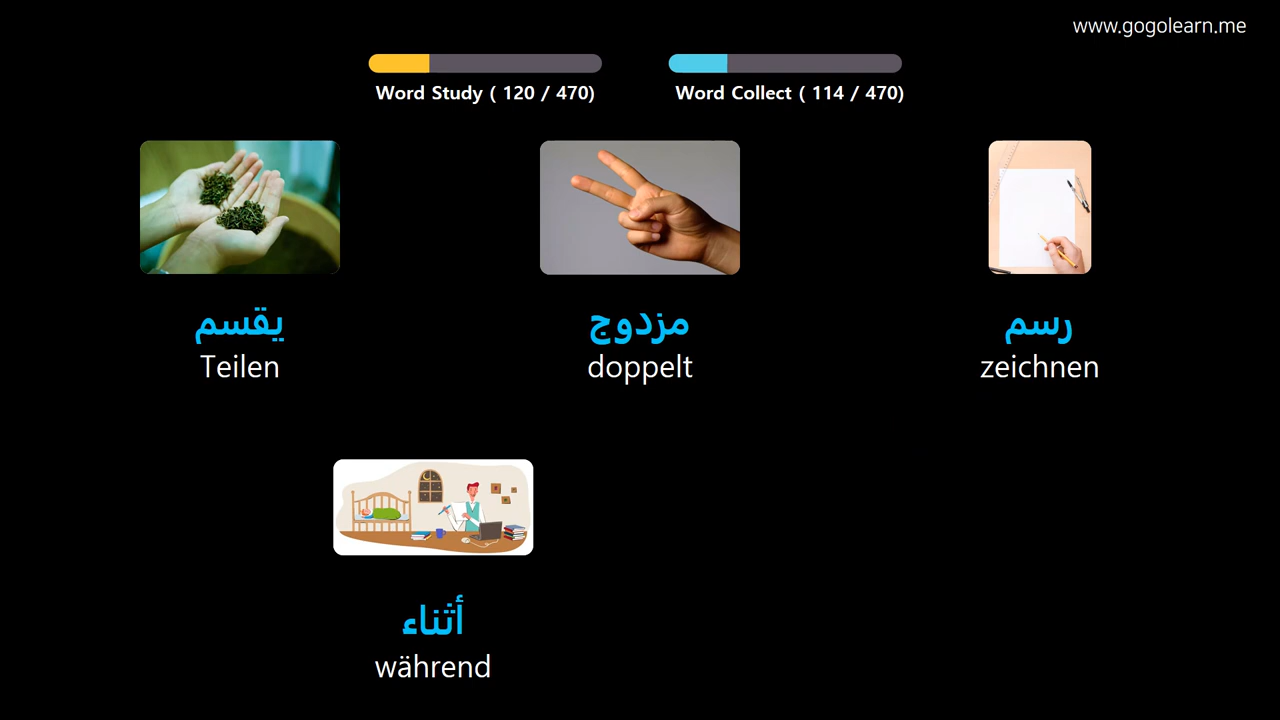 www.gogolearn.me
Word Study ( 120 / 470)
Word Collect ( 114 / 470)
يقسم
Teilen
مزدوج
doppelt
رسم
zeichnen
أثناء
während